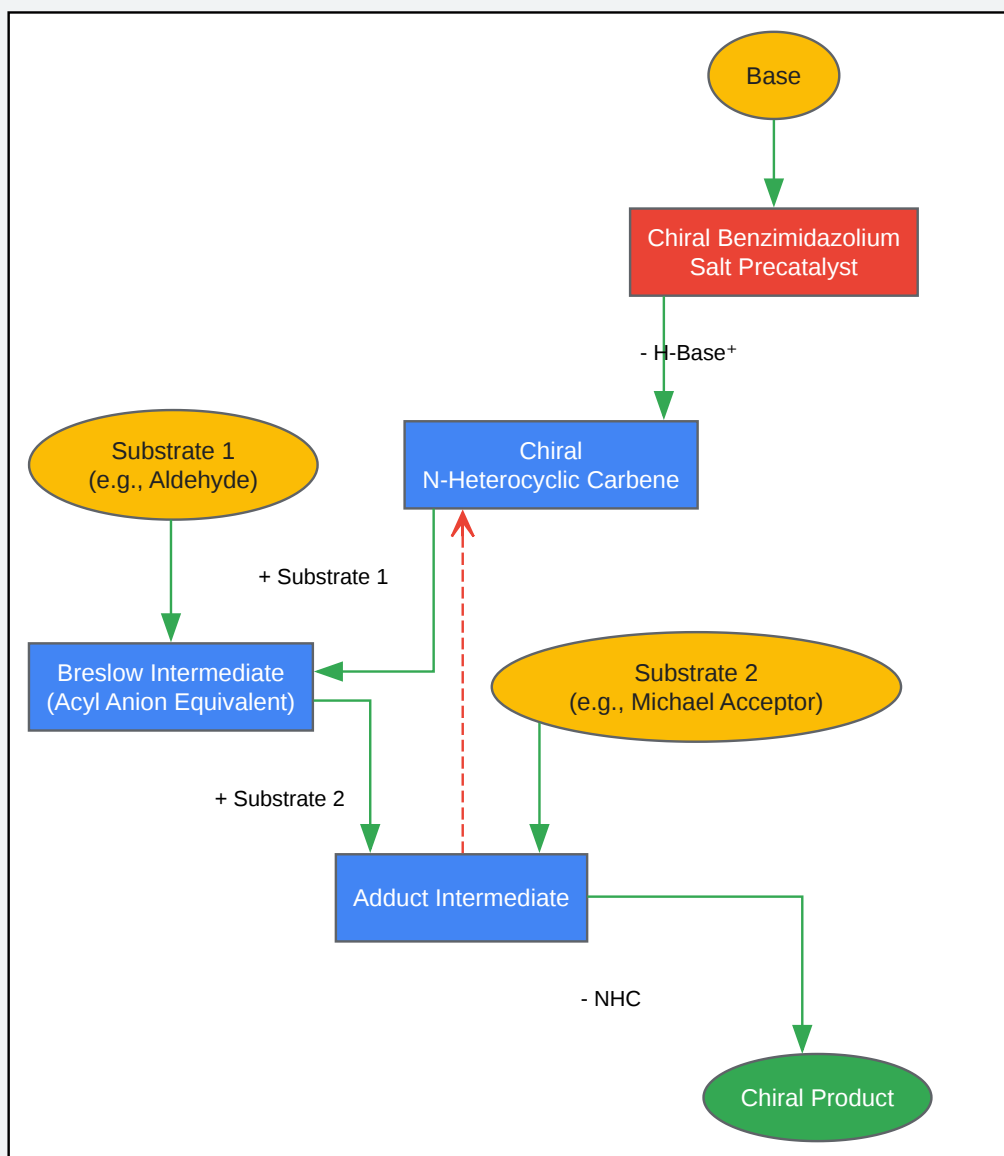 Base
Chiral Benzimidazolium
Salt Precatalyst
- H-Base⁺
Chiral
N-Heterocyclic Carbene
Substrate 1
(e.g., Aldehyde)
+ Substrate 1
Breslow Intermediate
(Acyl Anion Equivalent)
Substrate 2
(e.g., Michael Acceptor)
+ Substrate 2
Adduct Intermediate
- NHC
Chiral Product